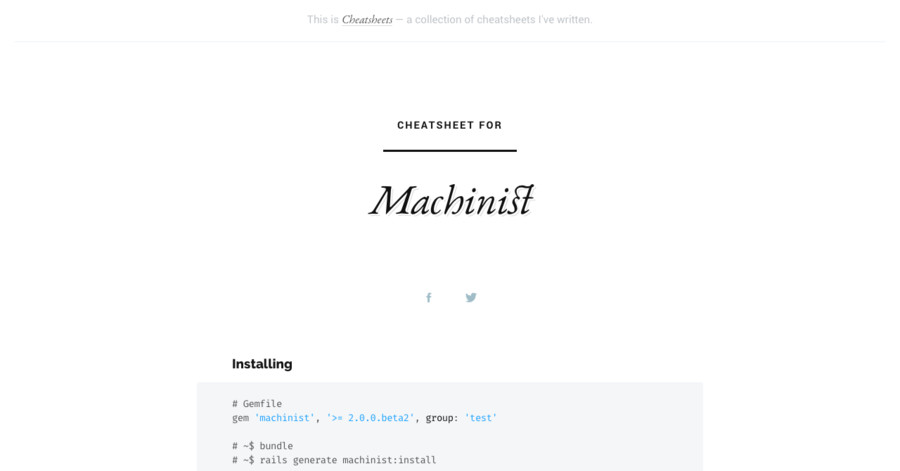 This is Cheatsheets — a collection of cheatsheets I've written.
CHEATSHEET FOR
Machinist
Installing
# Gemfile
gem 'machinist', '>= 2.0.0.beta2', group: 'test'
# ~$ bundle
# ~$ rails generate machinist:install